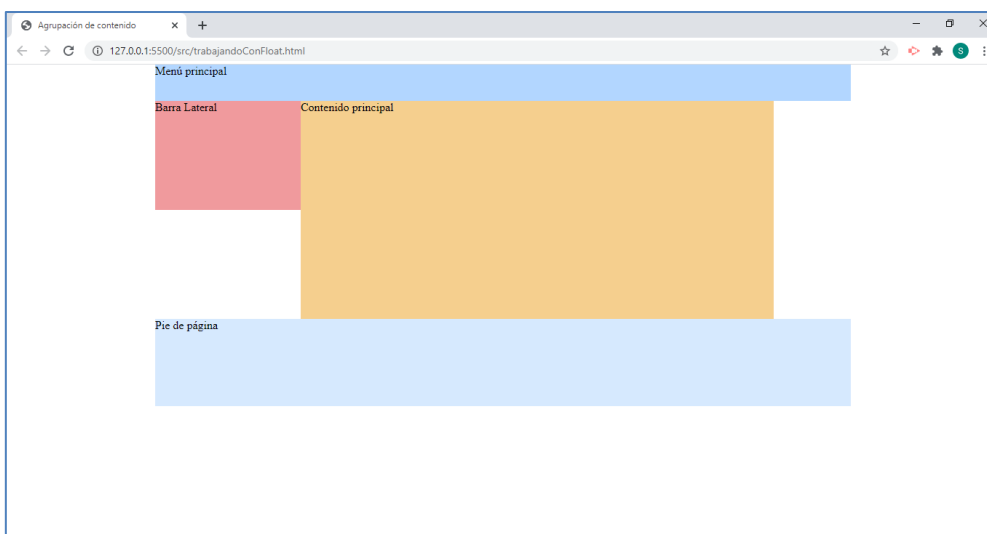 Agrupación de contenido
127.0.0.1:5500/src/trabajandoConFloat.html
S
Menú principal
Barra Lateral
Contenido principal
Pie de página